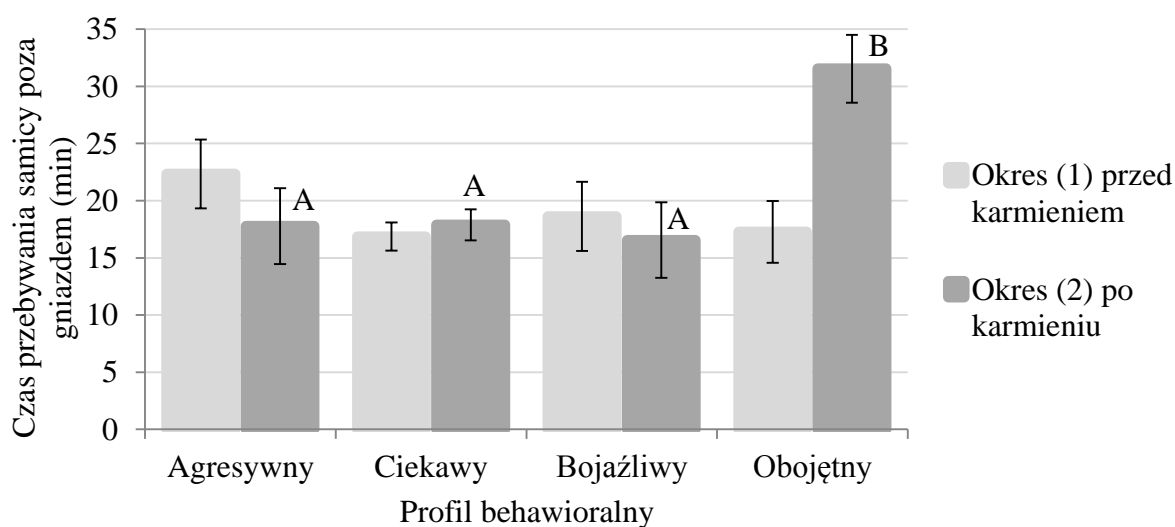 Czas przebywania samicy poza
gniazdem (min)
35
30
25
20
15
10
5
0
A
A
A
B
Agresywny
Ciekawy
Bojaźliwy
Obojętny
Profil behawioralny
Okres (1) przed
karmieniem
Okres (2) po
karmieniu